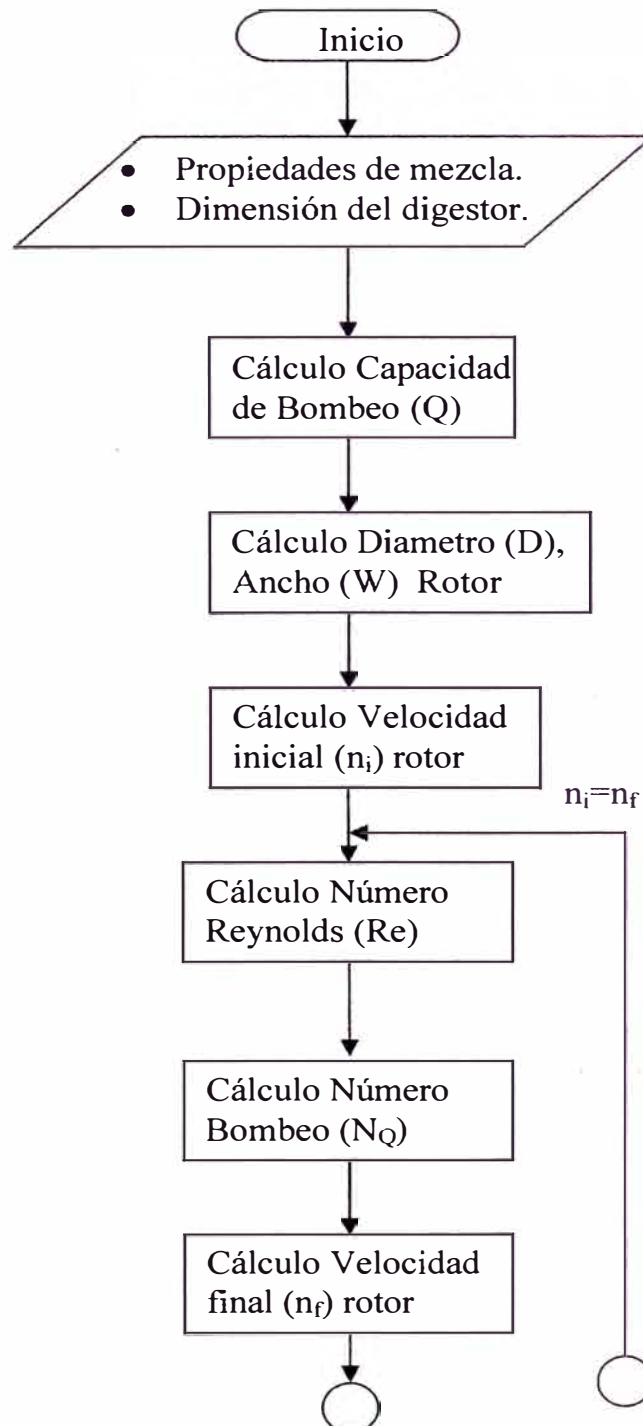 Inicio
• Propiedades de mezcla.
• Dimensión del digestor.
Cálculo Capacidad
de Bombeo (Q)
Cálculo Diametro (D),
Ancho (W) Rotor
Cálculo Velocidad
inicial (nᵢ) rotor
nᵢ=n_f
Cálculo Número
Reynolds (Re)
Cálculo Número
Bombeo (N_Q)
Cálculo Velocidad
final (n_f) rotor